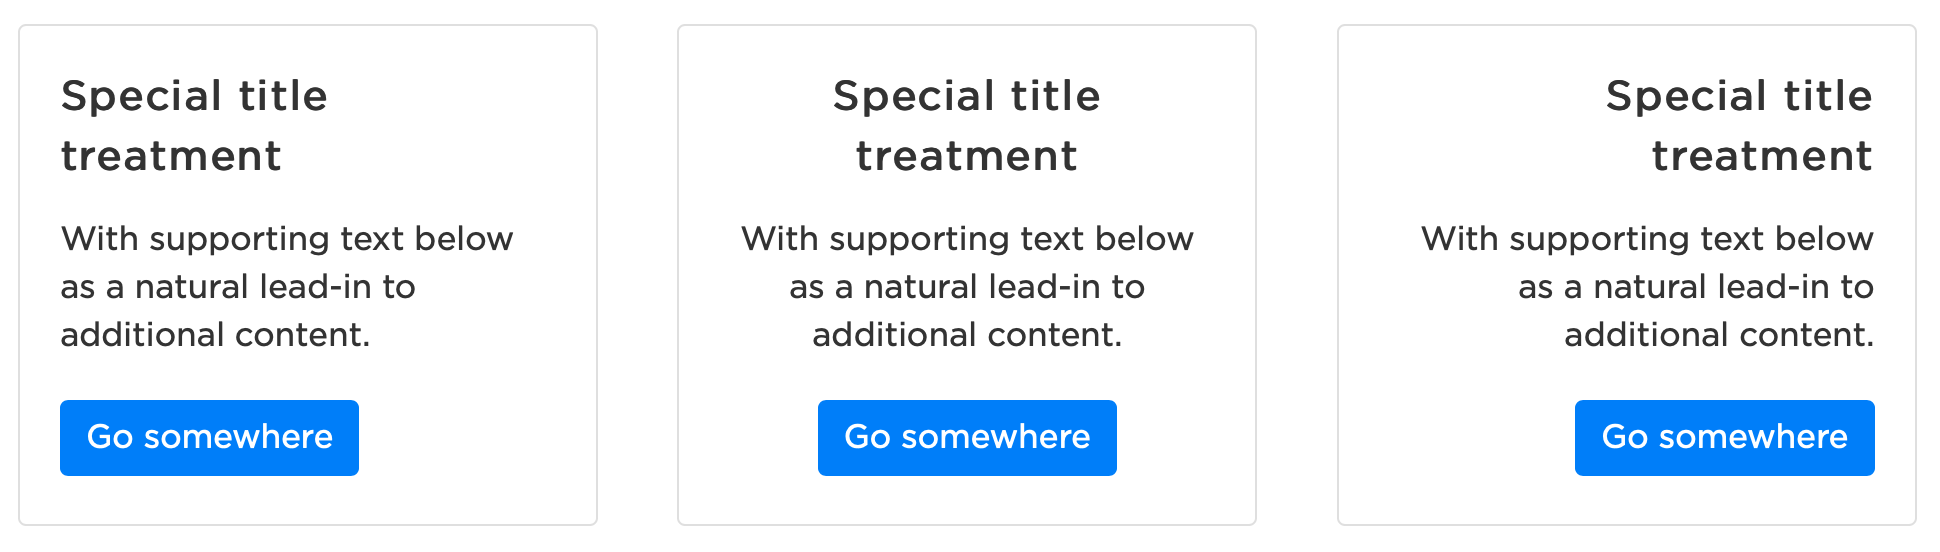 Special title
treatment
With supporting text below
as a natural lead-in to
additional content.
Go somewhere
Special title
treatment
With supporting text below
as a natural lead-in to
additional content.
Go somewhere
Special title
treatment
With supporting text below
as a natural lead-in to
additional content.
Go somewhere